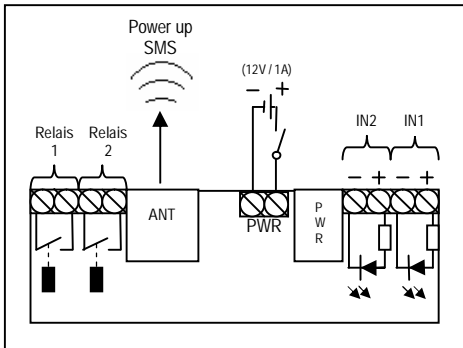 Power up
SMS
(12V / 1A)
− +
Relais
1
Relais
2
IN2
IN1
− + − +
ANT
PWR
P
W
R